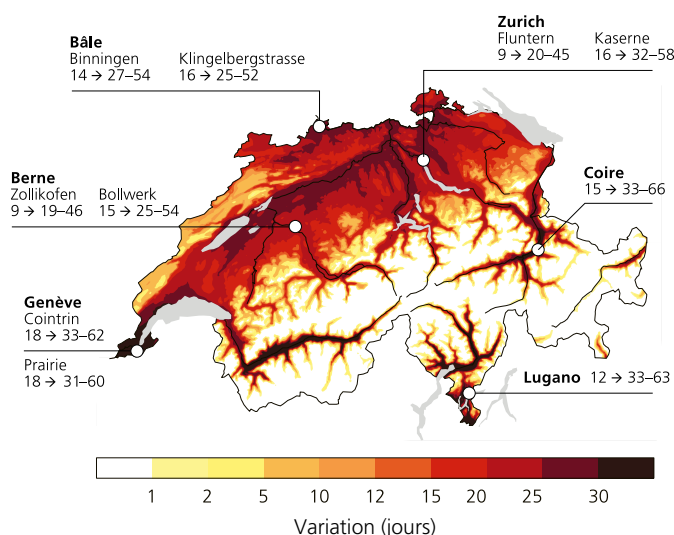 Zurich
Fluntern Kaserne
9 → 20–45 16 → 32–58
Bâle
Binningen Klingelbergstrasse
14 → 27–54 16 → 25–52
Berne
Zollikofen Bollwerk
9 → 19–46 15 → 25–54
Coire
15 → 33–66
Genève
Cointrin
18 → 33–62
Prairie
18 → 31–60
Lugano 12 → 33–63
1 2 5 10 12 15 20 25 30
Variation (jours)